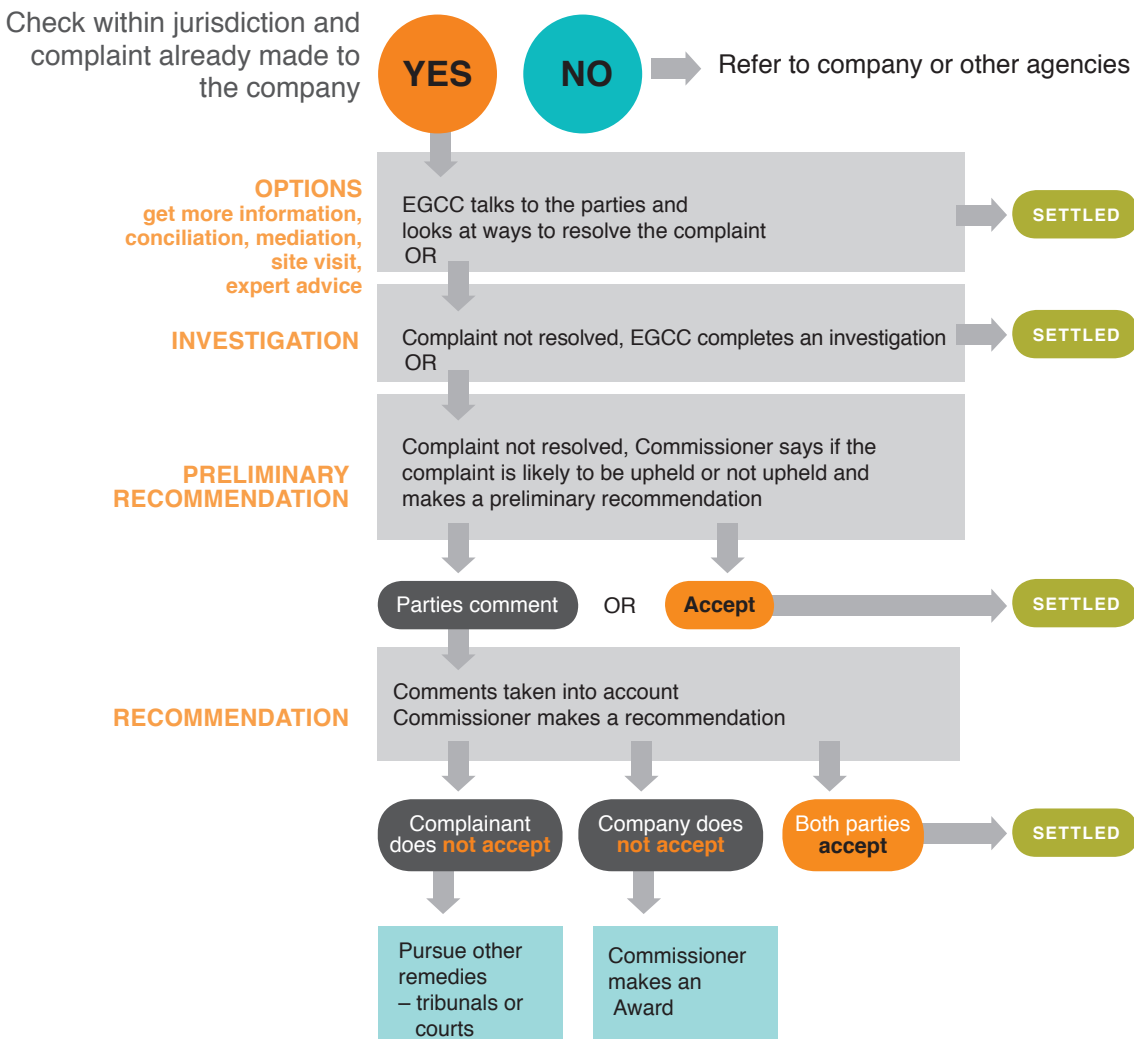 Check within jurisdiction and
complaint already made to
the company
YES
NO
Refer to company or other agencies
OPTIONS
get more information,
conciliation, mediation,
site visit,
expert advice
EGCC talks to the parties and
looks at ways to resolve the complaint
OR
SETTLED
INVESTIGATION
Complaint not resolved, EGCC completes an investigation
OR
SETTLED
PRELIMINARY
RECOMMENDATION
Complaint not resolved, Commissioner says if the
complaint is likely to be upheld or not upheld and
makes a preliminary recommendation
Parties comment
OR
Accept
SETTLED
RECOMMENDATION
Comments taken into account
Commissioner makes a recommendation
Complainant
does not accept
Company does
not accept
Both parties
accept
SETTLED
Pursue other
remedies
– tribunals or
courts
Commissioner
makes an
Award